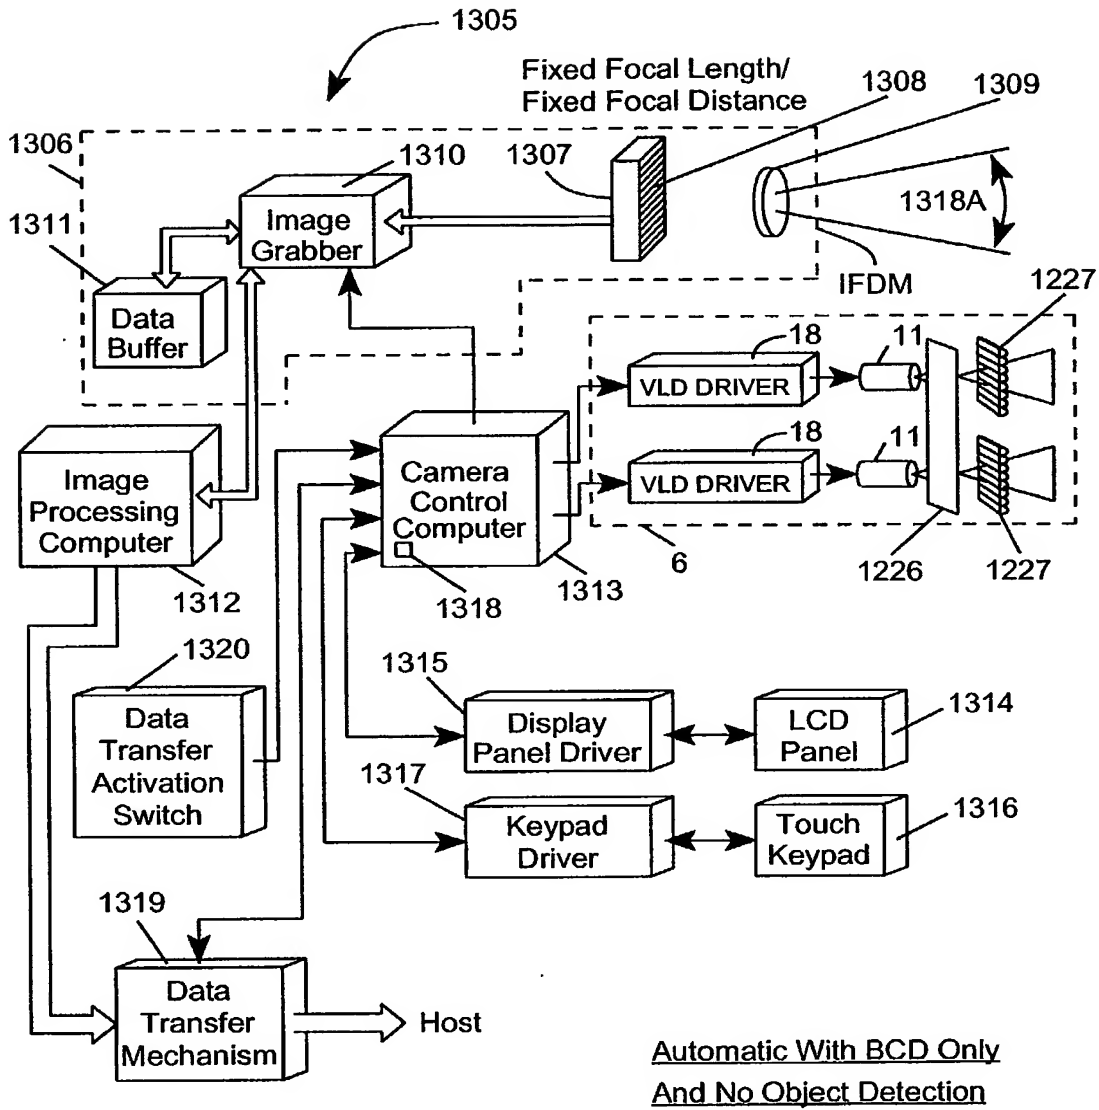 1305
Fixed Focal Length/
Fixed Focal Distance
1308
1309
1306
1310
1307
1318A
1311
Image
Grabber
IFDM
1227
Data
Buffer
18
11
VLD DRIVER
18
11
VLD DRIVER
Image
Processing
Computer
Camera
Control
Computer
6
1226
1227
1312
1318
1313
1320
1315
1314
Data
Transfer
Activation
Switch
Display
Panel Driver
LCD
Panel
1317
1316
Keypad
Driver
Touch
Keypad
1319
Data
Transfer
Mechanism
Host
Automatic With BCD Only
And No Object Detection